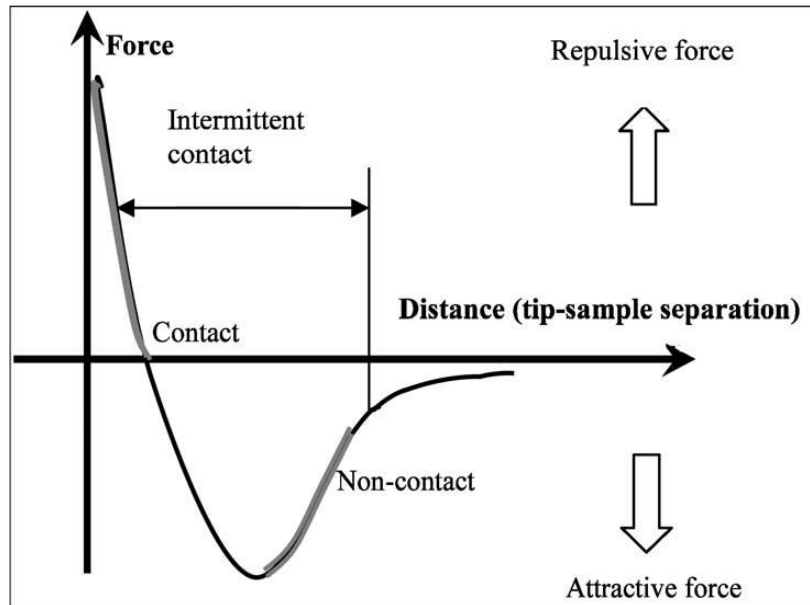 Force
Repulsive force
Intermittent
contact
Distance (tip-sample separation)
Contact
Non-contact
Attractive force